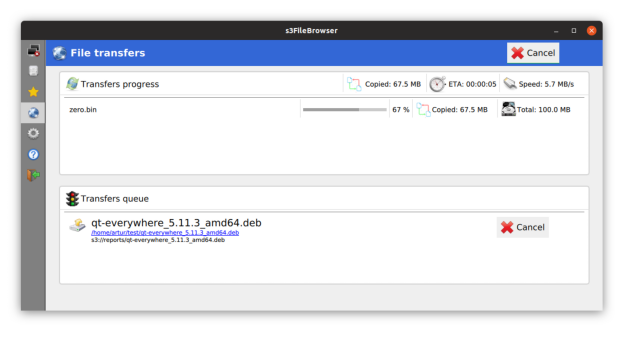 s3FileBrowser
File transfers
Cancel
Transfers progress
Copied: 67.5 MB
ETA: 00:00:05
Speed: 5.7 MB/s
zero.bin
67 %
Copied: 67.5 MB
Total: 100.0 MB
Transfers queue
qt-everywhere_5.11.3_amd64.deb
/home/artur/test/qt-everywhere_5.11.3_amd64.deb
s3://reports/qt-everywhere_5.11.3_amd64.deb
Cancel